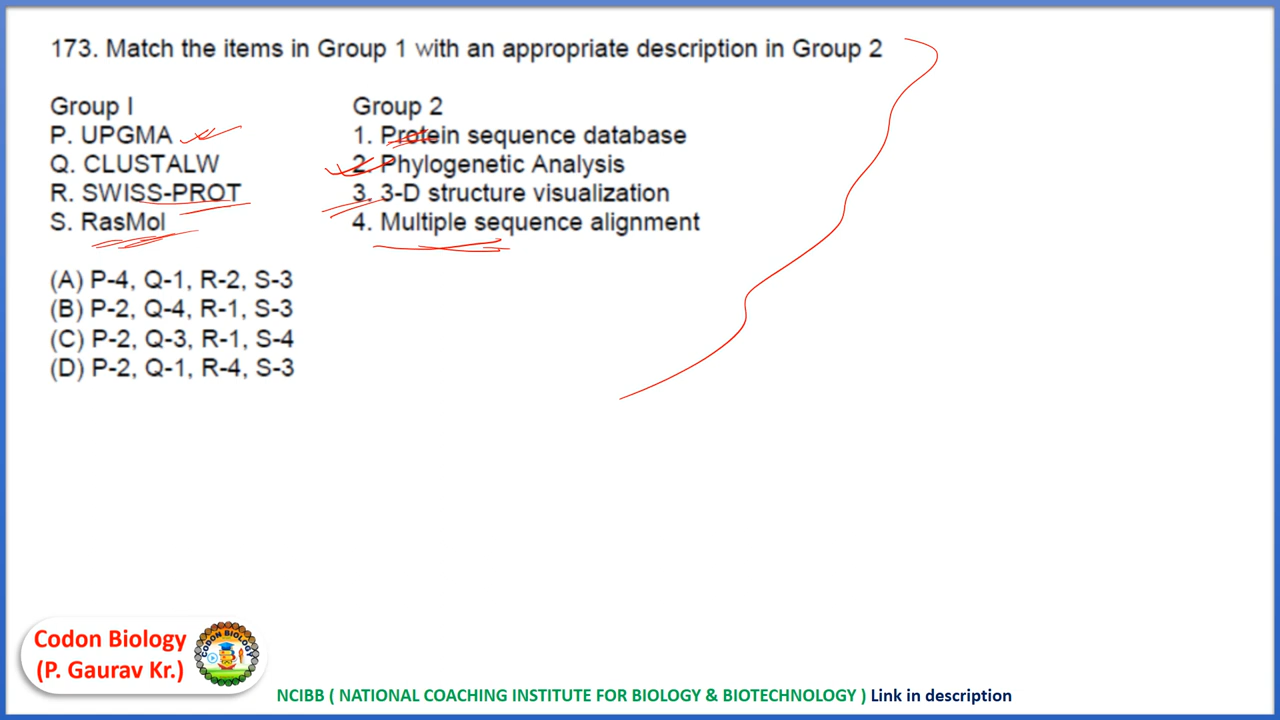 173. Match the items in Group 1 with an appropriate description in Group 2
Group I
Group 2
P. UPGMA
1. Protein sequence database
Q. CLUSTALW
2. Phylogenetic Analysis
R. SWISS-PROT
3. 3-D structure visualization
S. RasMol
4. Multiple sequence alignment
(A) P-4, Q-1, R-2, S-3
(B) P-2, Q-4, R-1, S-3
(C) P-2, Q-3, R-1, S-4
(D) P-2, Q-1, R-4, S-3
Codon Biology
(P. Gaurav Kr.)
CODON BIOLOGY
NCIBB ( NATIONAL COACHING INSTITUTE FOR BIOLOGY & BIOTECHNOLOGY ) Link in description